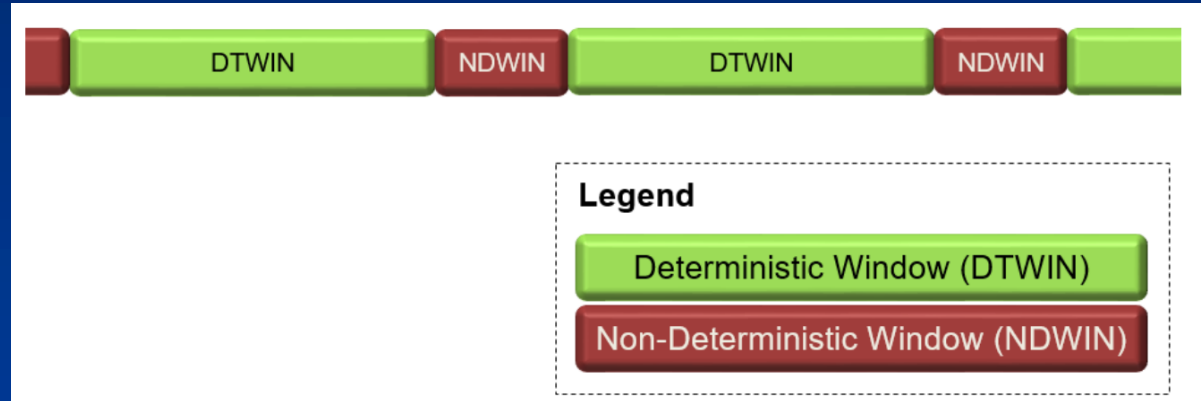 DTWIN NDWIN DTWIN NDWIN
Legend
Deterministic Window (DTWIN)
Non-Deterministic Window (NDWIN)